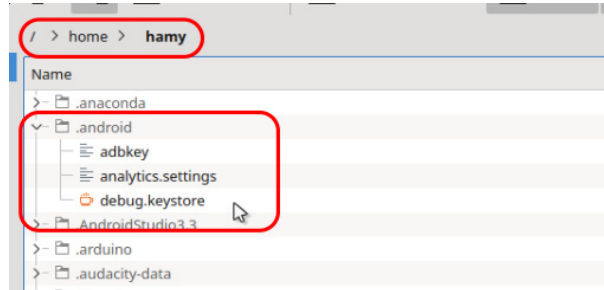 / > home > hamy
Name
.anaconda
.android
adbkey
analytics.settings
debug.keystore
.AndroidStudio3.3
.arduino
.audacity-data